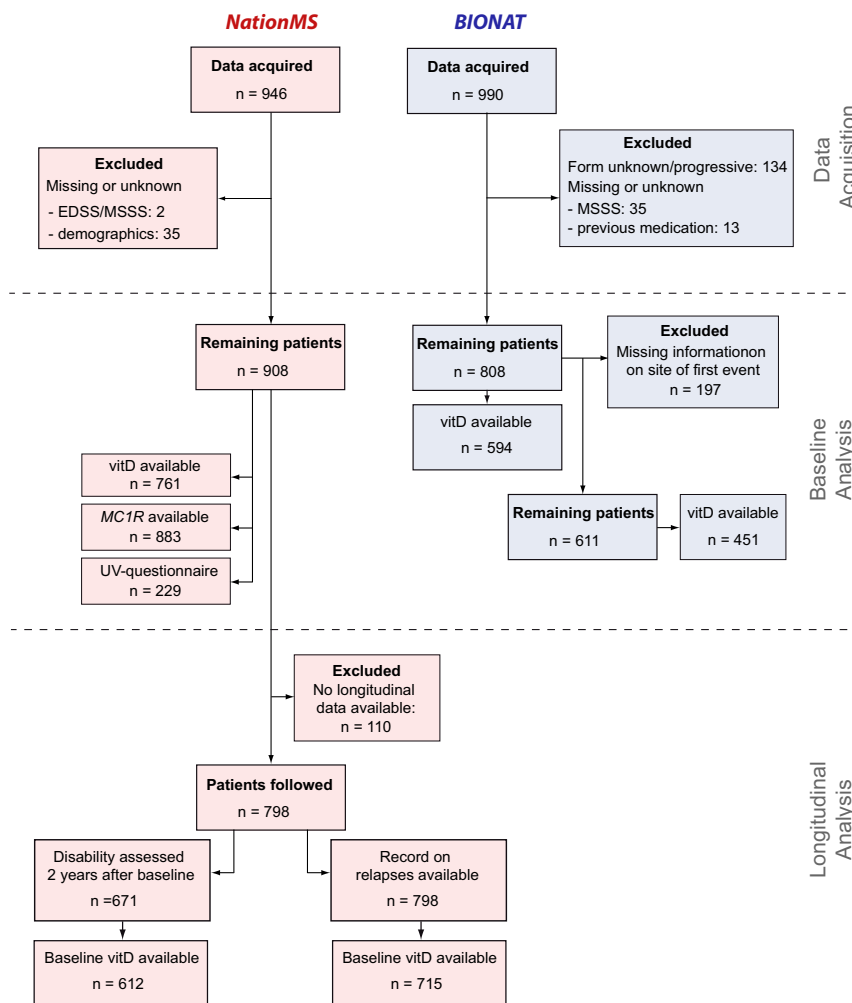 NationMS
BIONAT
Data acquired
n = 946
Data acquired
n = 990
Excluded
Missing or unknown
- EDSS/MSSS: 2
- demographics: 35
Excluded
Form unknown/progressive: 134
Missing or unknown
- MSSS: 35
- previous medication: 13
Data
Acquisition
Remaining patients
n = 908
Remaining patients
n = 808
Excluded
Missing informationon
on site of first event
n = 197
vitD available
n = 594
vitD available
n = 761
MC1R available
n = 883
UV-questionnaire
n = 229
Remaining patients
n = 611
vitD available
n = 451
Baseline
Analysis
Excluded
No longitudinal
data available:
n = 110
Patients followed
n = 798
Disability assessed
2 years after baseline
n =671
Record on
relapses available
n = 798
Baseline vitD available
n = 612
Baseline vitD available
n = 715
Longitudinal
Analysis